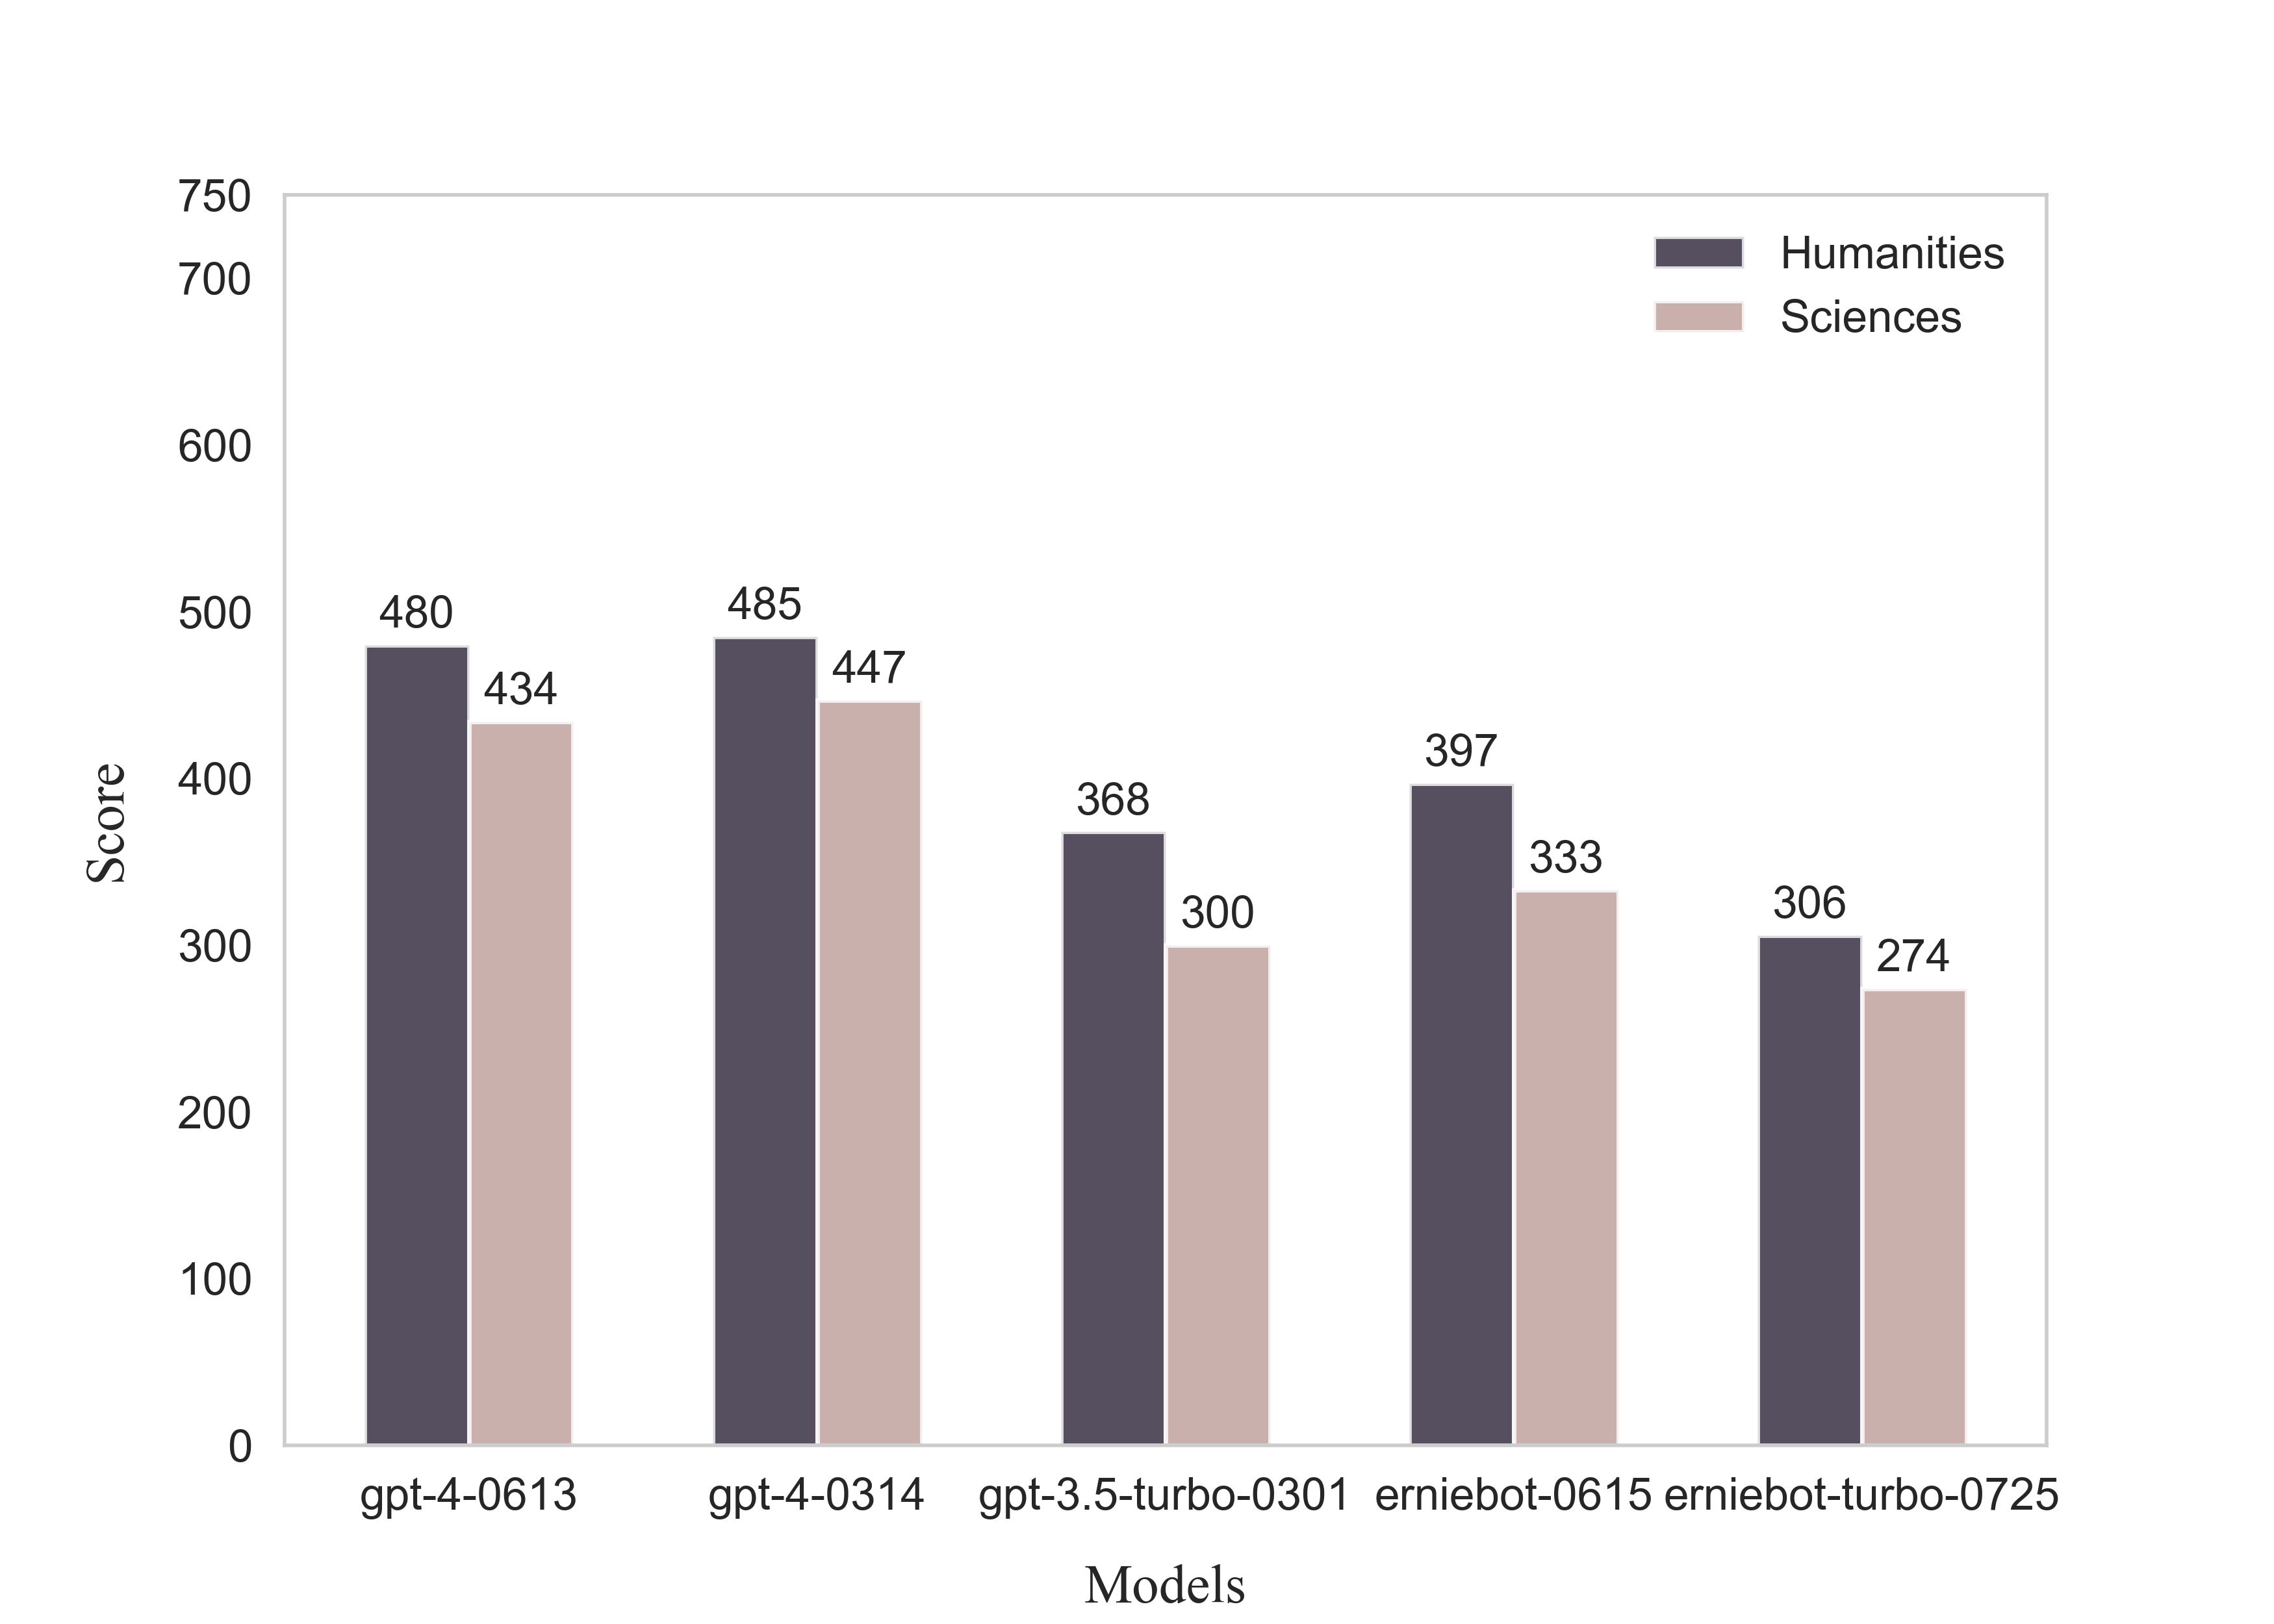 750
700
600
500
400
300
200
100
0
Score
Humanities
Sciences
480
434
485
447
368
300
397
333
306
274
gpt-4-0613
gpt-4-0314
gpt-3.5-turbo-0301
erniebot-0615
erniebot-turbo-0725
Models